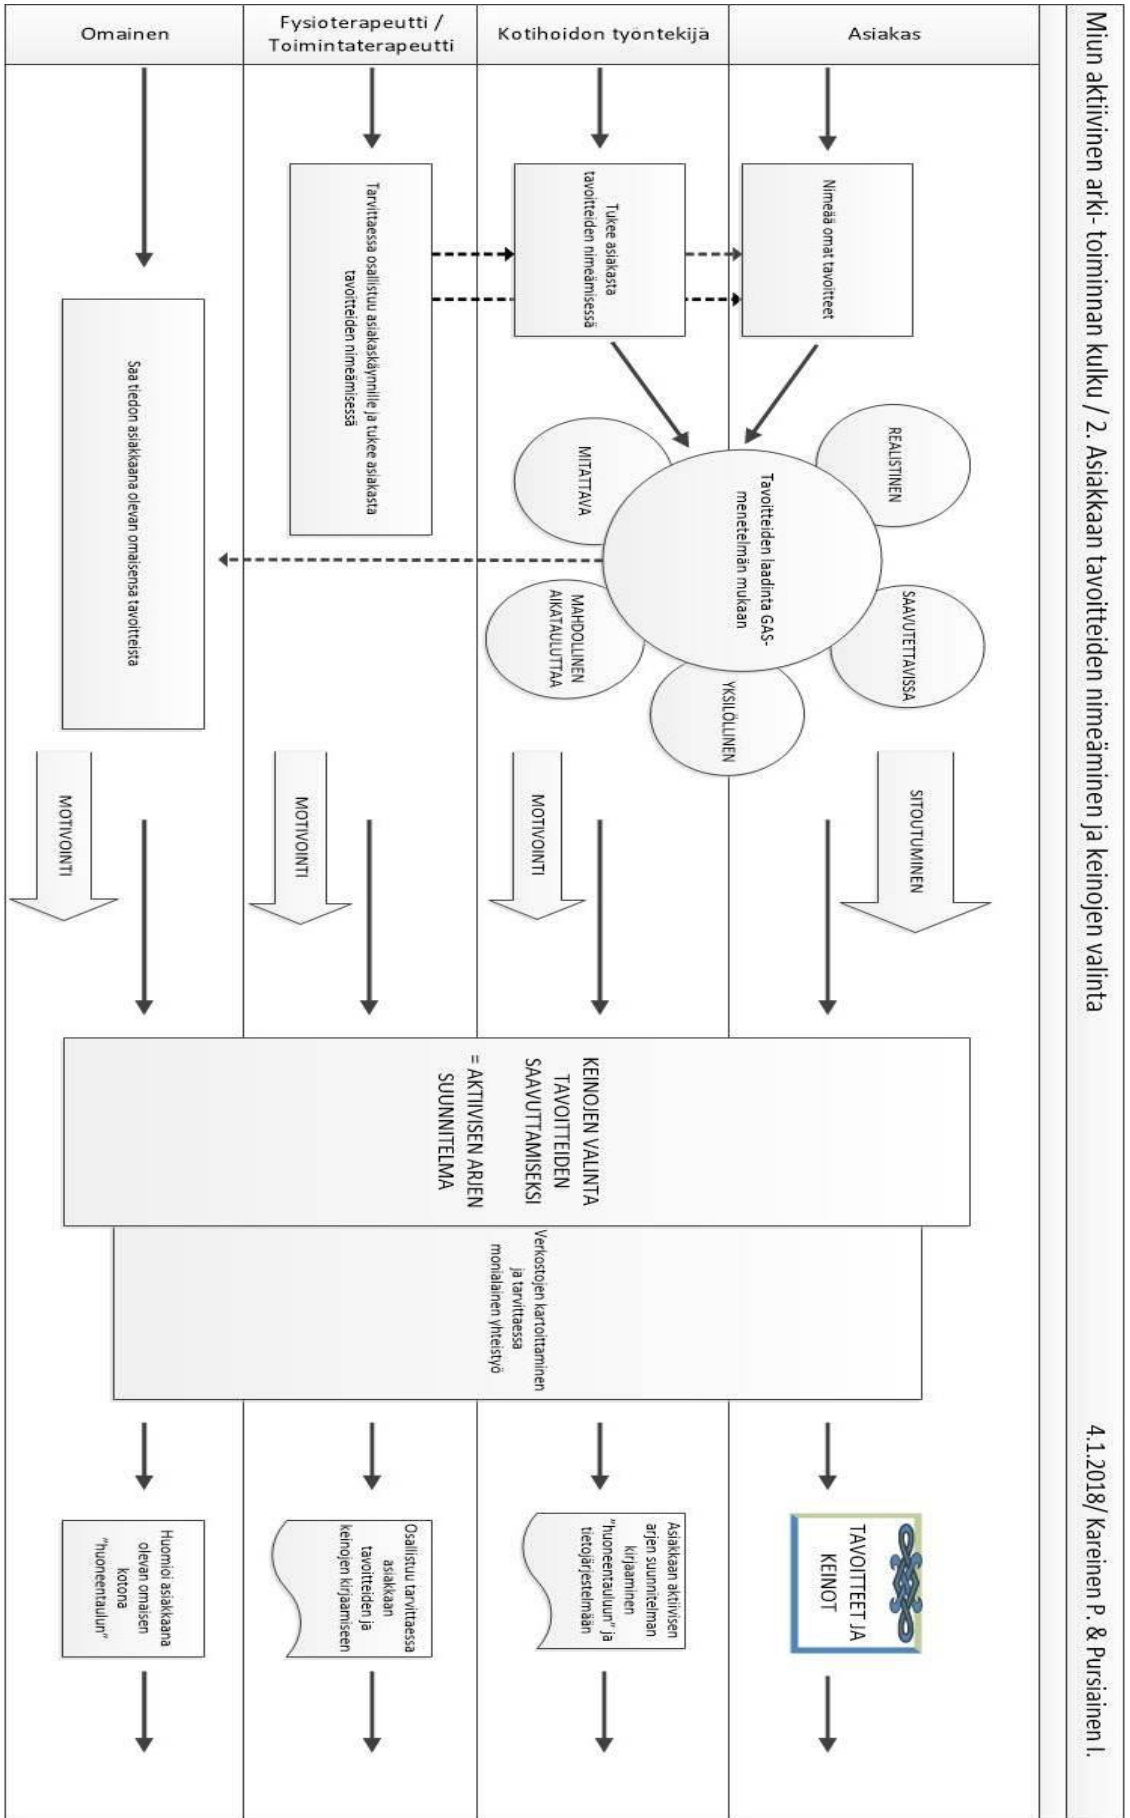 Miun aktiivinen arki- toiminnan kulku / 2. Asiakkaan tavoitteiden nimeäminen ja keinojen valinta
4.1.2018/ Kareinen P. & Pursiainen I.
Asiakas
Nimeää omat tavoitteet
REALISTINEN
SAAVUTETTAVISSA
SITOUTUMINEN
TAVOITTEET JA
KEINOT
Kotihoidon työntekijä
Tukee asiakasta
tavoitteiden nimeämisessä
Tavoitteiden laadinta GAS-
menetelmän mukaan
MITATTAVA
MAHDOLLINEN
AIKATAULUTTAA
YKSILÖLLINEN
MOTIVOINTI
KEINOJEN VALINTA
TAVOITTEIDEN
SAAVUTTAMISEKSI
= AKTIIVISEN ARJEN
SUUNNITELMA
Verkostojen kartoittaminen
ja tarvittaessa
monialainen yhteistyö
Asiakkaan aktiivisen
arjen suunnitelman
kirjaaminen
"huoneentauluun" ja
tietojärjestelmään
Fysioterapeutti /
Toimintaterapeutti
Tarvittaessa osallistuu asiakaskäynnille ja tukee asiakasta
tavoitteiden nimeämisessä
MOTIVOINTI
Osallistuu tarvittaessa
asiakkaan
tavoitteiden ja
keinojen kirjaamiseen
Omainen
Saa tiedon asiakkaana olevan omaisensa tavoitteista
MOTIVOINTI
Huomioi asiakkaana
olevan omaisen
kotona
"huoneentaulun"